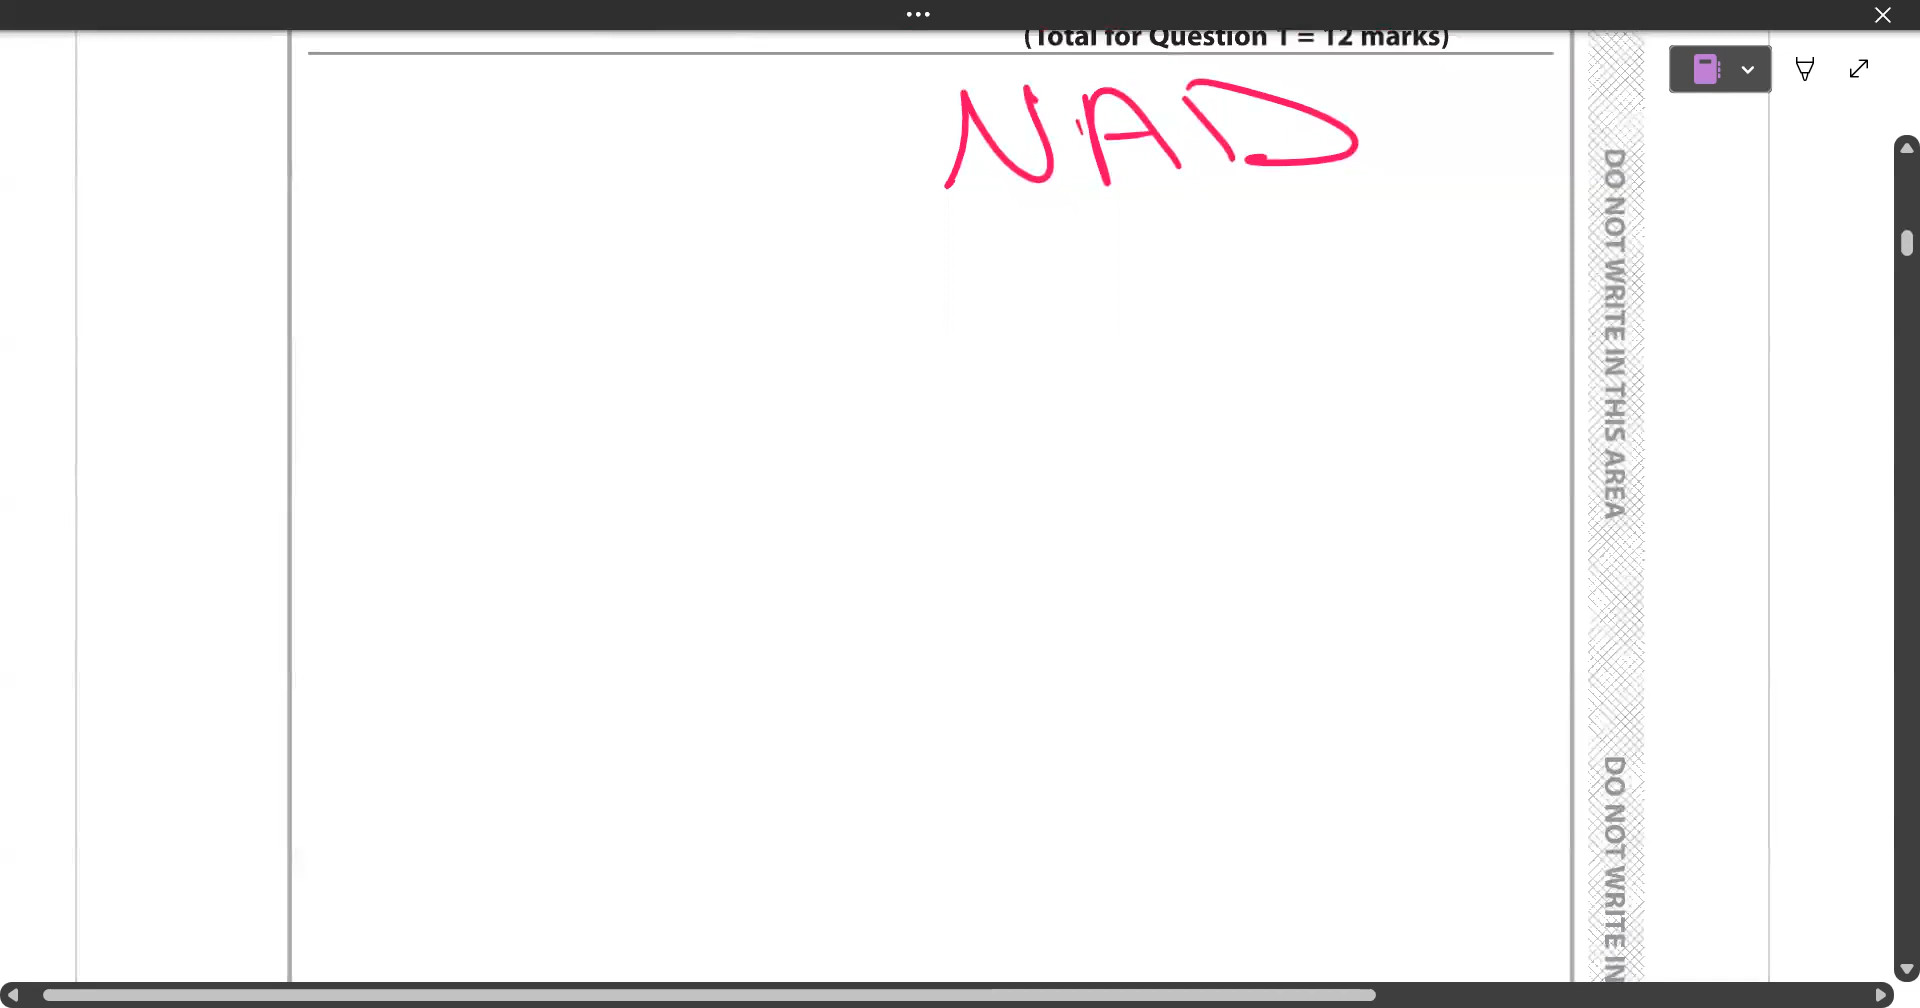 (Total for Question 1 = 12 marks)
NAD
DO NOT WRITE IN THIS AREA
DO NOT WRITE IN